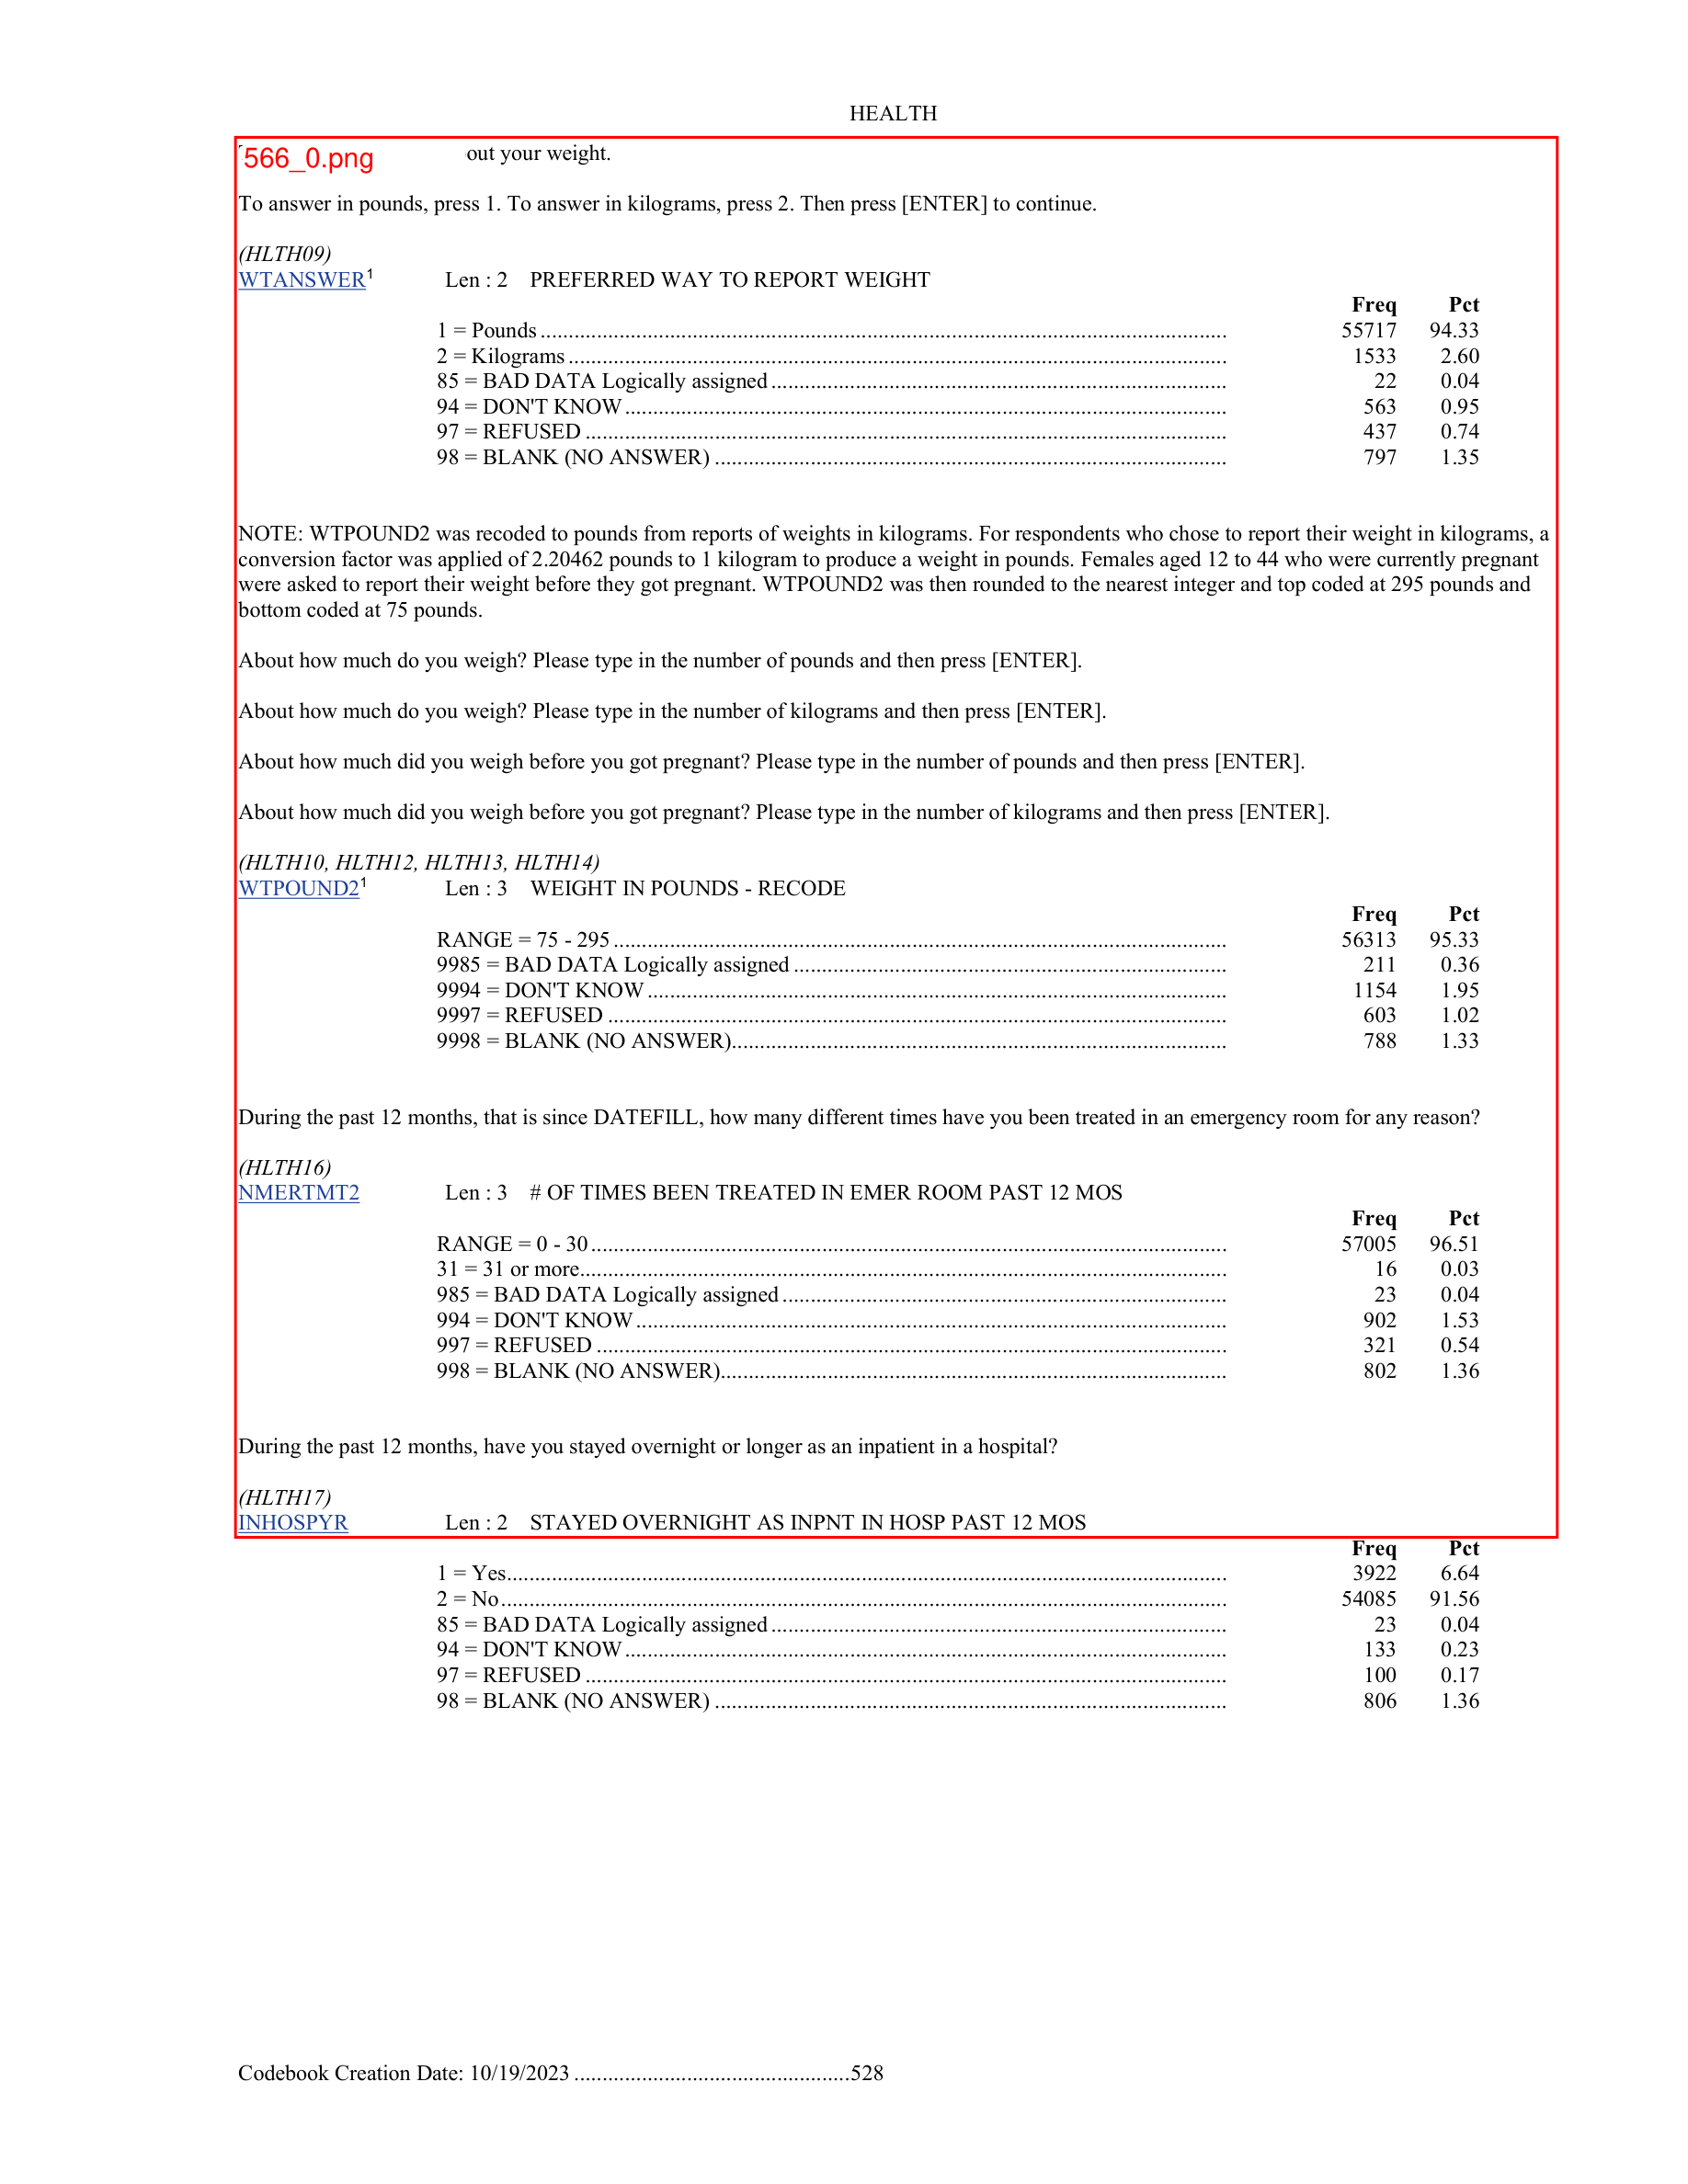 HEALTH
566_0.png out your weight.
To answer in pounds, press 1. To answer in kilograms, press 2. Then press [ENTER] to continue.
(HLTH09)
WTANSWER1 Len : 2 PREFERRED WAY TO REPORT WEIGHT
Freq Pct
1 = Pounds ........................................ 55717 94.33
2 = Kilograms ........................................ 1533 2.60
85 = BAD DATA Logically assigned ........................................ 22 0.04
94 = DON'T KNOW ........................................ 563 0.95
97 = REFUSED ........................................ 437 0.74
98 = BLANK (NO ANSWER) ........................................ 797 1.35
NOTE: WTPOUND2 was recoded to pounds from reports of weights in kilograms. For respondents who chose to report their weight in kilograms, a
conversion factor was applied of 2.20462 pounds to 1 kilogram to produce a weight in pounds. Females aged 12 to 44 who were currently pregnant
were asked to report their weight before they got pregnant. WTPOUND2 was then rounded to the nearest integer and top coded at 295 pounds and
bottom coded at 75 pounds.
About how much do you weigh? Please type in the number of pounds and then press [ENTER].
About how much do you weigh? Please type in the number of kilograms and then press [ENTER].
About how much did you weigh before you got pregnant? Please type in the number of pounds and then press [ENTER].
About how much did you weigh before you got pregnant? Please type in the number of kilograms and then press [ENTER].
(HLTH10, HLTH12, HLTH13, HLTH14)
WTPOUND21 Len : 3 WEIGHT IN POUNDS - RECODE
Freq Pct
RANGE = 75 - 295 ........................................ 56313 95.33
9985 = BAD DATA Logically assigned ........................................ 211 0.36
9994 = DON'T KNOW ........................................ 1154 1.95
9997 = REFUSED ........................................ 603 1.02
9998 = BLANK (NO ANSWER)........................................ 788 1.33
During the past 12 months, that is since DATEFILL, how many different times have you been treated in an emergency room for any reason?
(HLTH16)
NMERTMT2 Len : 3 # OF TIMES BEEN TREATED IN EMER ROOM PAST 12 MOS
Freq Pct
RANGE = 0 - 30 ........................................ 57005 96.51
31 = 31 or more........................................ 16 0.03
985 = BAD DATA Logically assigned ........................................ 23 0.04
994 = DON'T KNOW ........................................ 902 1.53
997 = REFUSED ........................................ 321 0.54
998 = BLANK (NO ANSWER)........................................ 802 1.36
During the past 12 months, have you stayed overnight or longer as an inpatient in a hospital?
(HLTH17)
INHOSPYR Len : 2 STAYED OVERNIGHT AS INPNT IN HOSP PAST 12 MOS
Freq Pct
1 = Yes........................................ 3922 6.64
2 = No........................................ 54085 91.56
85 = BAD DATA Logically assigned ........................................ 23 0.04
94 = DON'T KNOW ........................................ 133 0.23
97 = REFUSED ........................................ 100 0.17
98 = BLANK (NO ANSWER) ........................................ 806 1.36
Codebook Creation Date: 10/19/2023 ........................................528